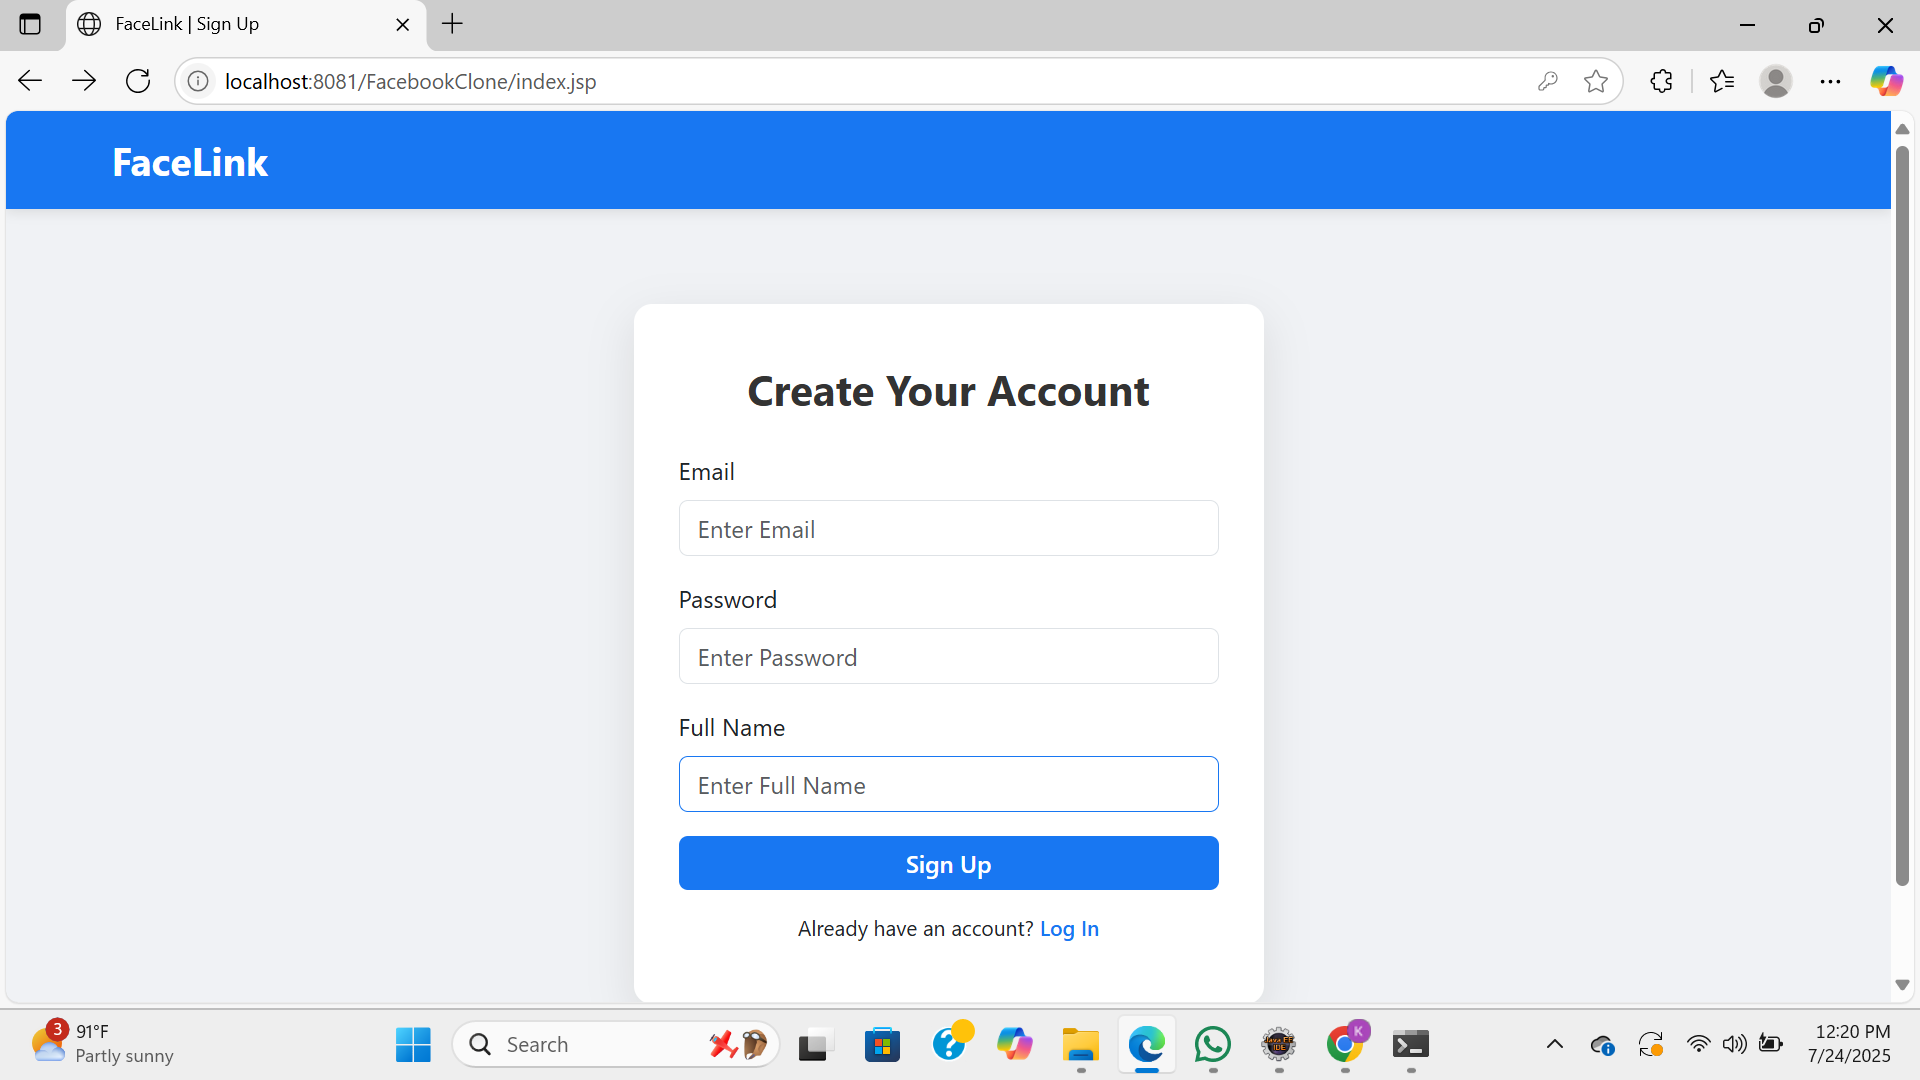 FaceLink | Sign Up
localhost:8081/FacebookClone/index.jsp
FaceLink
Create Your Account
Email
Enter Email
Password
Enter Password
Full Name
Enter Full Name
Sign Up
Already have an account? Log In
3
91°F
Partly sunny
Search
K
12:20 PM
7/24/2025